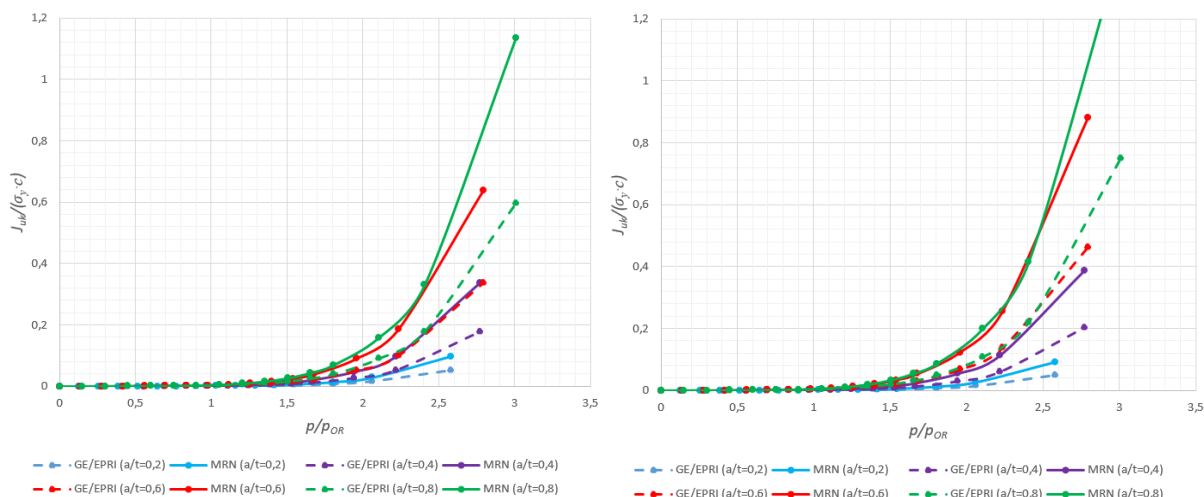 1,2
1
0,8
0,6
0,4
0,2
0
J_uk/(σ_y·c)
0 0,5 1 1,5 2 2,5 3 3,5
p/p_OR
GE/EPRI (a/t=0,2) MRN (a/t=0,2) GE/EPRI (a/t=0,4) MRN (a/t=0,4)
GE/EPRI (a/t=0,6) MRN (a/t=0,6) GE/EPRI (a/t=0,8) MRN (a/t=0,8)
1,2
1
0,8
0,6
0,4
0,2
0
J_uk/(σ_y·c)
0 0,5 1 1,5 2 2,5 3 3,5
p/p_OR
GE/EPRI (a/t=0,2) MRN (a/t=0,2) GE/EPRI (a/t=0,4) MRN (a/t=0,4)
GE/EPRI (a/t=0,6) MRN (a/t=0,6) GE/EPRI (a/t=0,8) MRN (a/t=0,8)